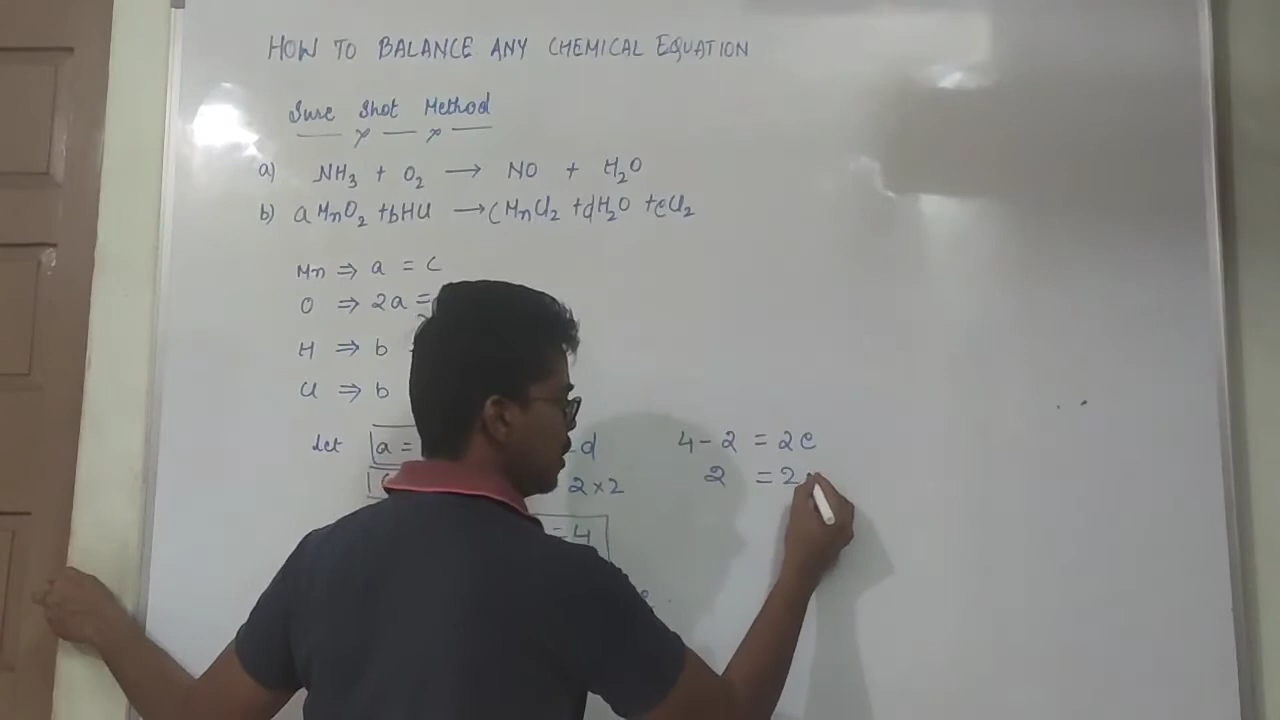 HOW TO BALANCE ANY CHEMICAL EQUATION
Sure Shot Method
a) NH₃ + O₂ → NO + H₂O
b) a MnO₂ + bHCl → cMnCl₂ + dH₂O + eCl₂
Mn ⇒ a = c
O ⇒ 2a =
H ⇒ b
Cl ⇒ b
Let a = d
2×2
= 4
4 - 2 = 2e
2 = 2